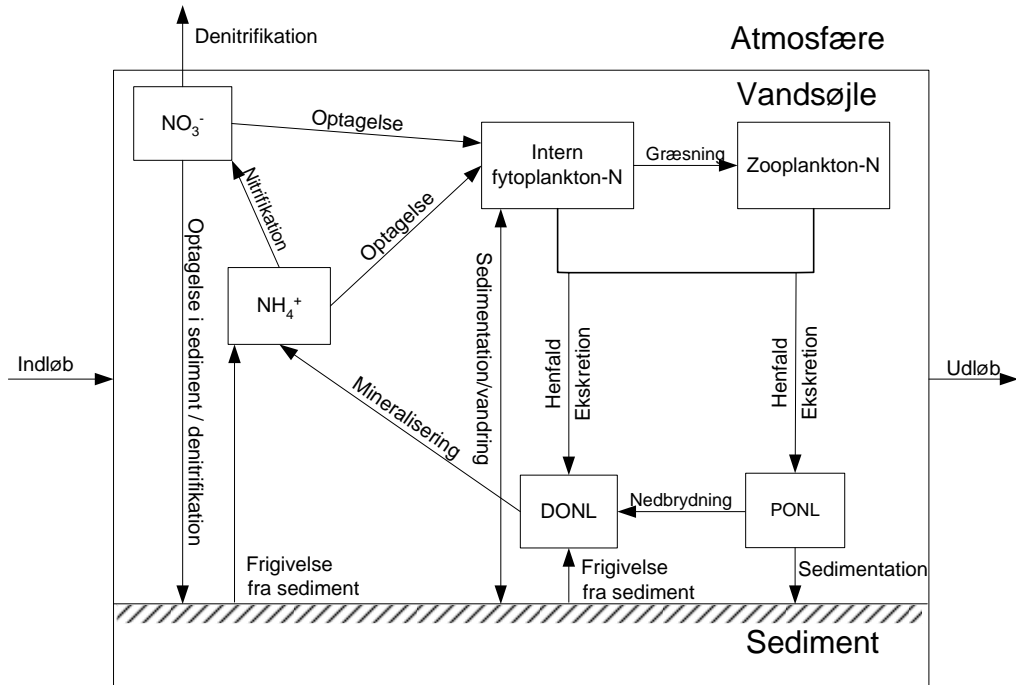 Denitrifikation
Atmosfære
Vandsøjle
NO₃⁻
Optagelse
Intern
fytoplankton-N
Græsning
Zooplankton-N
Nitrifikation
Optagelse
NH₄⁺
Optagelse i sediment / denitrifikation
Sedimentation/vandring
Henfald
Ekskretion
Henfald
Ekskretion
Indløb
Udløb
Mineralisering
DONL
Nedbrydning
PONL
Frigivelse
fra sediment
Frigivelse
fra sediment
Sedimentation
Sediment